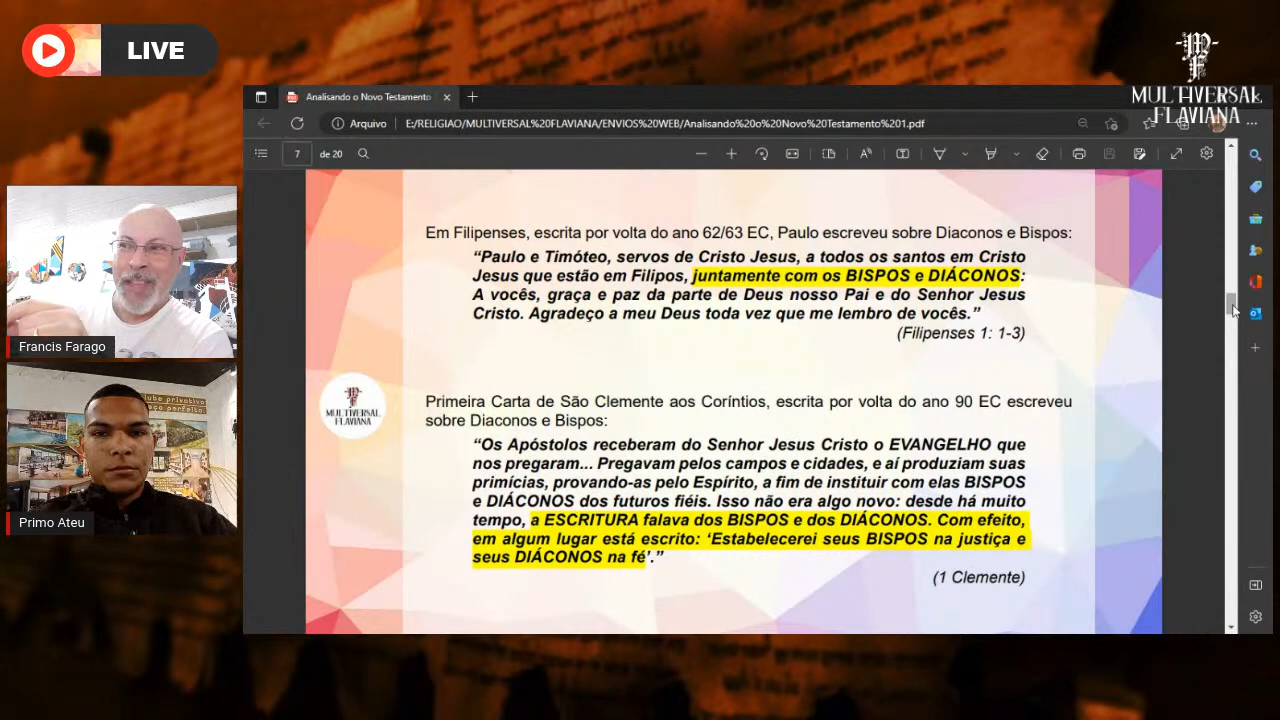 LIVE
MULTIVERSAL
FLAVIANA
Analisando o Novo Testamento
Arquivo
E:/RELIGIAO/MULTIVERSAL%20FLAVIANA/ENVIOS%20WEB/Analisando%20o%20Novo%20Testamento%201.pdf
7 de 20
Em Filipenses, escrita por volta do ano 62/63 EC, Paulo escreveu sobre Diaconos e Bispos:
“Paulo e Timóteo, servos de Cristo Jesus, a todos os santos em Cristo
Jesus que estão em Filipos, juntamente com os BISPOS e DIÁCONOS:
A vocês, graça e paz da parte de Deus nosso Pai e do Senhor Jesus
Cristo. Agradeço a meu Deus toda vez que me lembro de vocês.”
(Filipenses 1: 1-3)
MULTIVERSAL
FLAVIANA
Primeira Carta de São Clemente aos Coríntios, escrita por volta do ano 90 EC escreveu
sobre Diaconos e Bispos:
“Os Apóstolos receberam do Senhor Jesus Cristo o EVANGELHO que
nos pregaram... Pregavam pelos campos e cidades, e aí produziam suas
primícias, provando-as pelo Espírito, a fim de instituir com elas BISPOS
e DIÁCONOS dos futuros fiéis. Isso não era algo novo: desde há muito
tempo, a ESCRITURA falava dos BISPOS e dos DIÁCONOS. Com efeito,
em algum lugar está escrito: ‘Estabelecerei seus BISPOS na justiça e
seus DIÁCONOS na fé’.”
(1 Clemente)
Francis Farago
clube privativo
perfeito.
Primo Ateu